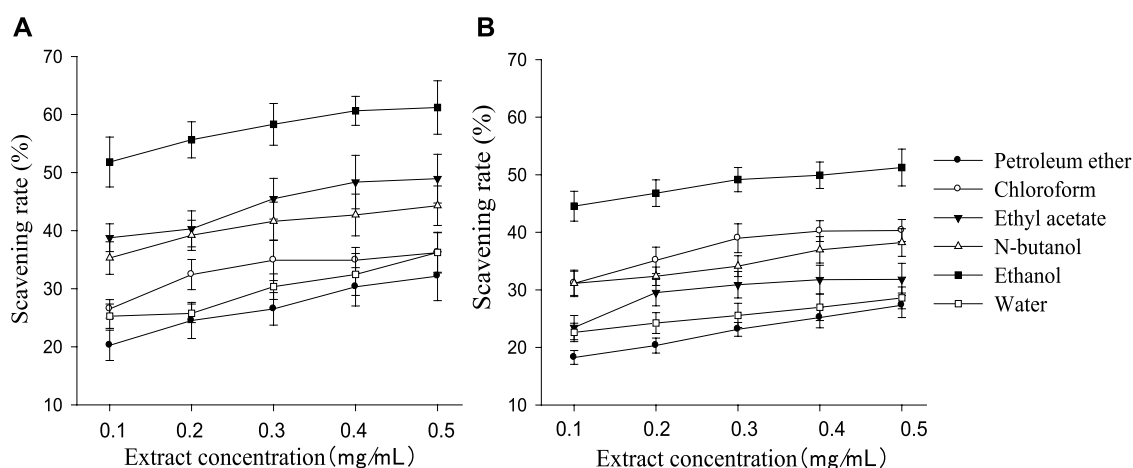 A
Scavening rate (%)
70
60
50
40
30
20
10
0.1 0.2 0.3 0.4 0.5
Extract concentration(mg/mL)
B
Scavening rate (%)
70
60
50
40
30
20
10
0.1 0.2 0.3 0.4 0.5
Extract concentration(mg/mL)
Petroleum ether
Chloroform
Ethyl acetate
N-butanol
Ethanol
Water